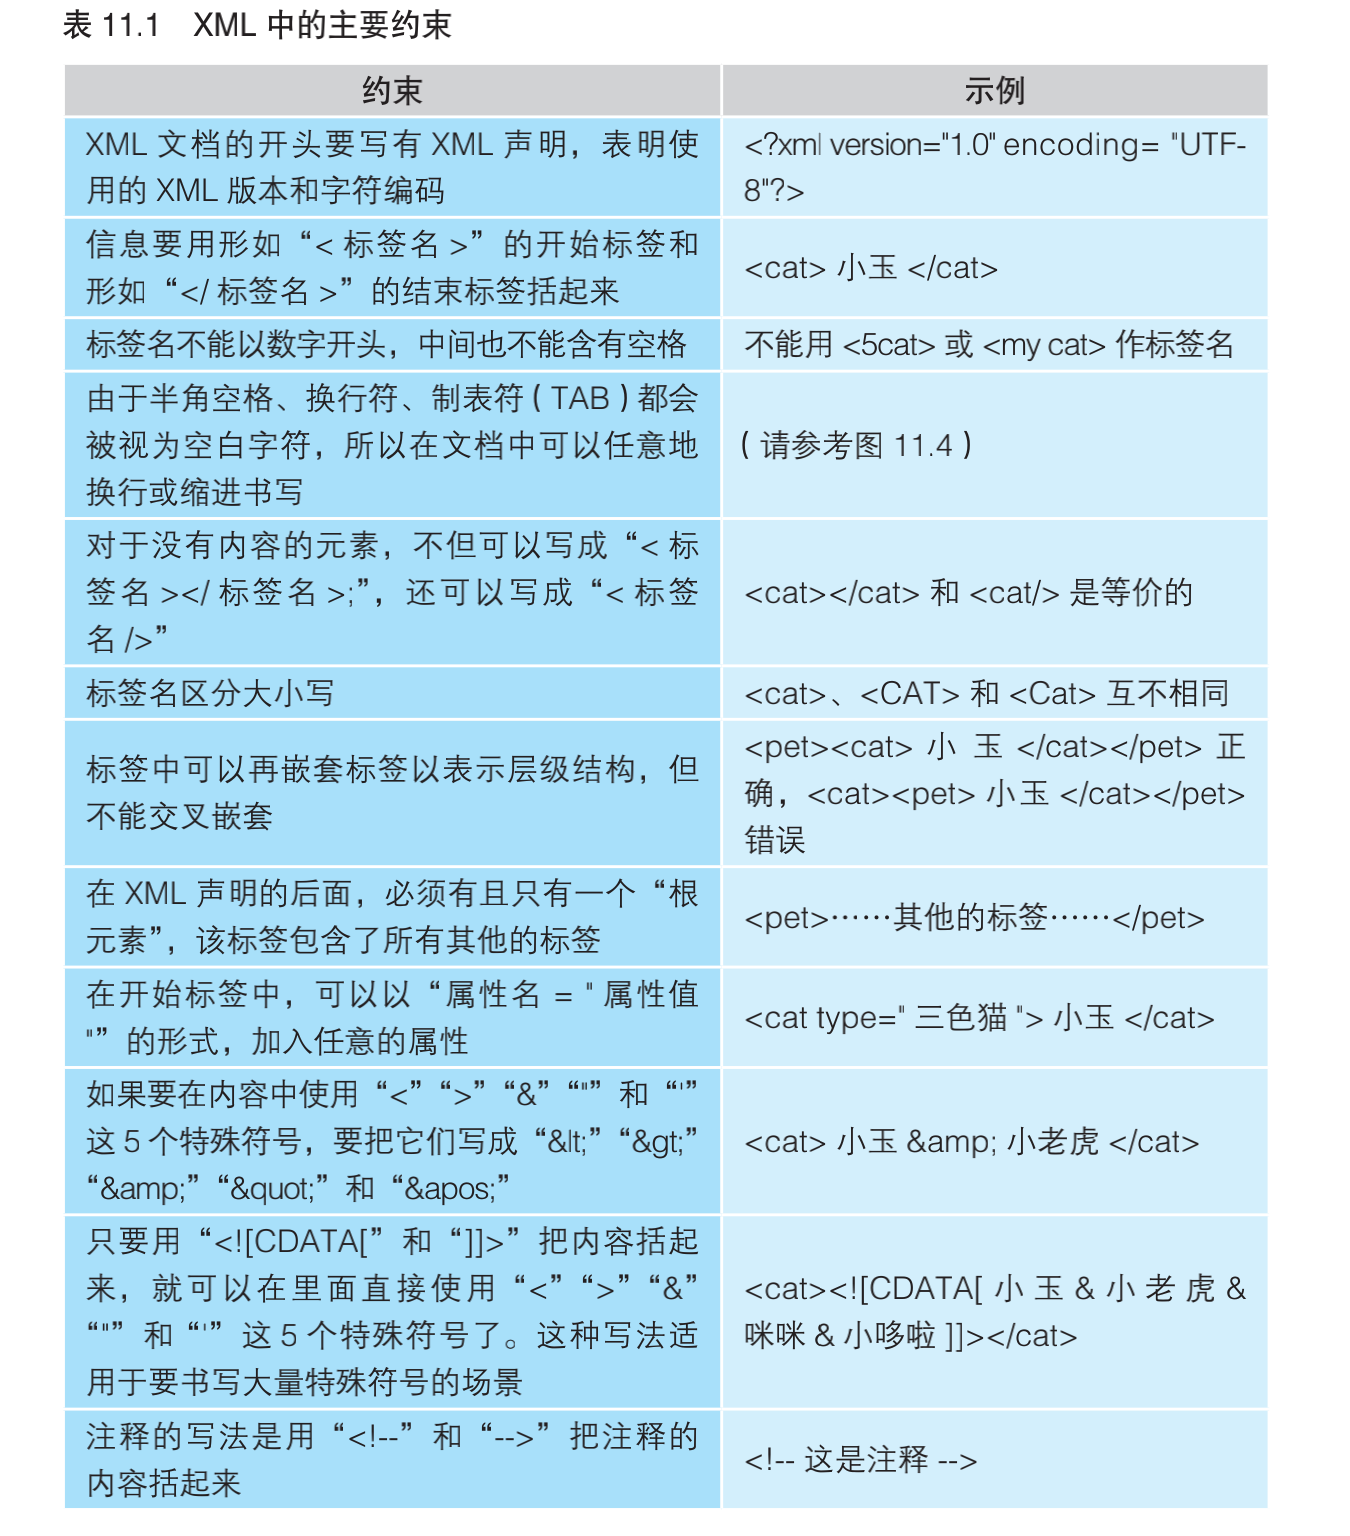 表 11.1　XML 中的主要约束
约束
示例
XML 文档的开头要写有 XML 声明，表明使
用的 XML 版本和字符编码
<?xml version="1.0" encoding= "UTF-
8"?>
信息要用形如“< 标签名 >”的开始标签和
形如“</ 标签名 >”的结束标签括起来
<cat> 小玉 </cat>
标签名不能以数字开头，中间也不能含有空格
不能用 <5cat> 或 <my cat> 作标签名
由于半角空格、换行符、制表符（TAB）都会
被视为空白字符，所以在文档中可以任意地
换行或缩进书写
（请参考图 11.4）
对于没有内容的元素，不但可以写成“< 标
签名 ></ 标签名 >;”，还可以写成“< 标签
名 />”
<cat></cat> 和 <cat/> 是等价的
标签名区分大小写
<cat>、<CAT> 和 <Cat> 互不相同
标签中可以再嵌套标签以表示层级结构，但
不能交叉嵌套
<pet><cat> 小 玉 </cat></pet> 正
确，<cat><pet> 小玉 </cat></pet>
错误
在 XML 声明的后面，必须有且只有一个“根
元素”，该标签包含了所有其他的标签
<pet>……其他的标签……</pet>
在开始标签中，可以以“属性名 = " 属性值
"”的形式，加入任意的属性
<cat type=" 三色猫 "> 小玉 </cat>
如果要在内容中使用“<”“>”“&”“"”和“'”
这 5 个特殊符号，要把它们写成“&lt;”“&gt;”
“&amp;”“&quot;”和“&apos;”
<cat> 小玉 &amp; 小老虎 </cat>
只要用“<![CDATA[”和“]]>”把内容括起
来，就可以在里面直接使用“<”“>”“&”
“"”和“'”这 5 个特殊符号了。这种写法适
用于要书写大量特殊符号的场景
<cat><![CDATA[ 小 玉 & 小 老 虎 &
咪咪 & 小哆啦 ]]></cat>
注释的写法是用“<!--”和“-->”把注释的
内容括起来
<!-- 这是注释 -->